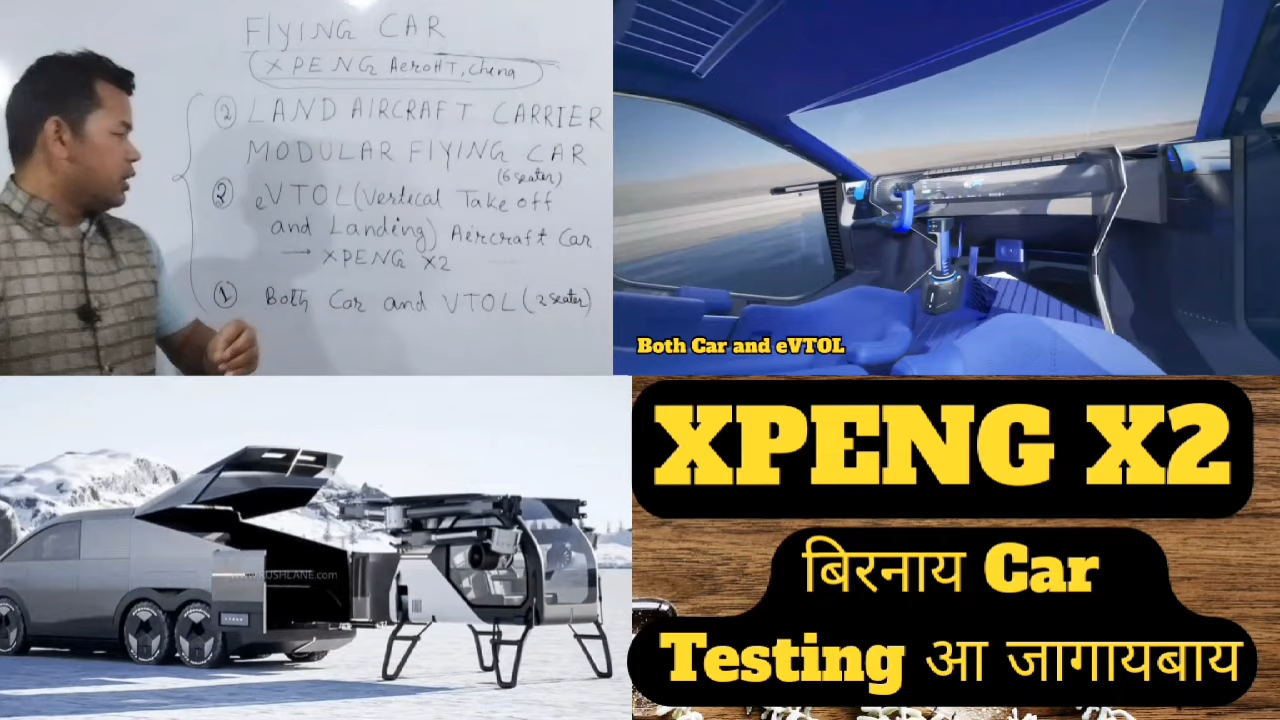 FlYING CAR
XPENG AeroHT, China
② LAND AIRCRAFT CARRIER
MODULAR FlYING CAR
(6 seater)
② eVTOL (Vertical Take off
and Landing) Aircraft Car.
→ XPENG X2
① Both Car and VTOL (2 seater)
Both Car and eVTOL
RUSHLANE.com
XPENG X2
बिरनाय Car
Testing आ जागायबाय